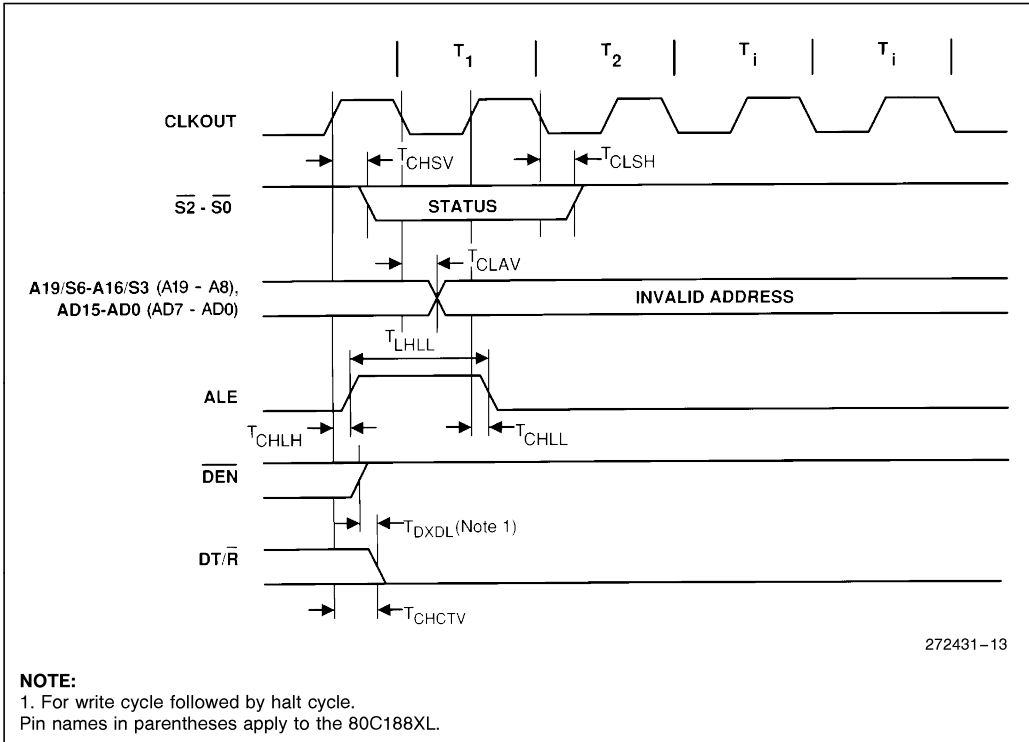 T1 T2 Ti Ti
CLKOUT
TCHSV TCLSH
S2 - S0 STATUS
TCLAV
A19/S6-A16/S3 (A19 - A8),
AD15-AD0 (AD7 - AD0)
INVALID ADDRESS
TLHLL
ALE
TCHLH TCHLL
DEN
TDXDL (Note 1)
DT/R
TCHCTV
272431–13
NOTE:
1. For write cycle followed by halt cycle.
Pin names in parentheses apply to the 80C188XL.